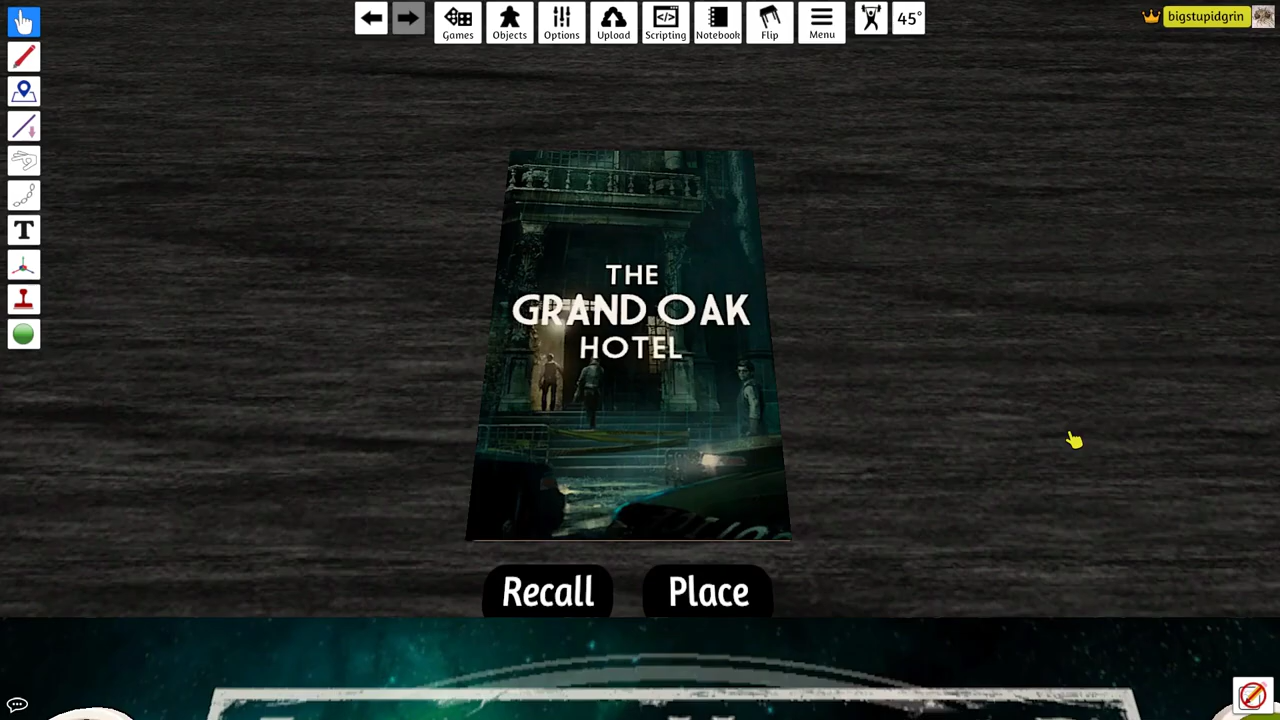 Games
Objects
Options
Upload
Scripting
Notebook
Flip
Menu
45°
bigstupidgrin
T
THE
GRAND OAK
HOTEL
Recall
Place